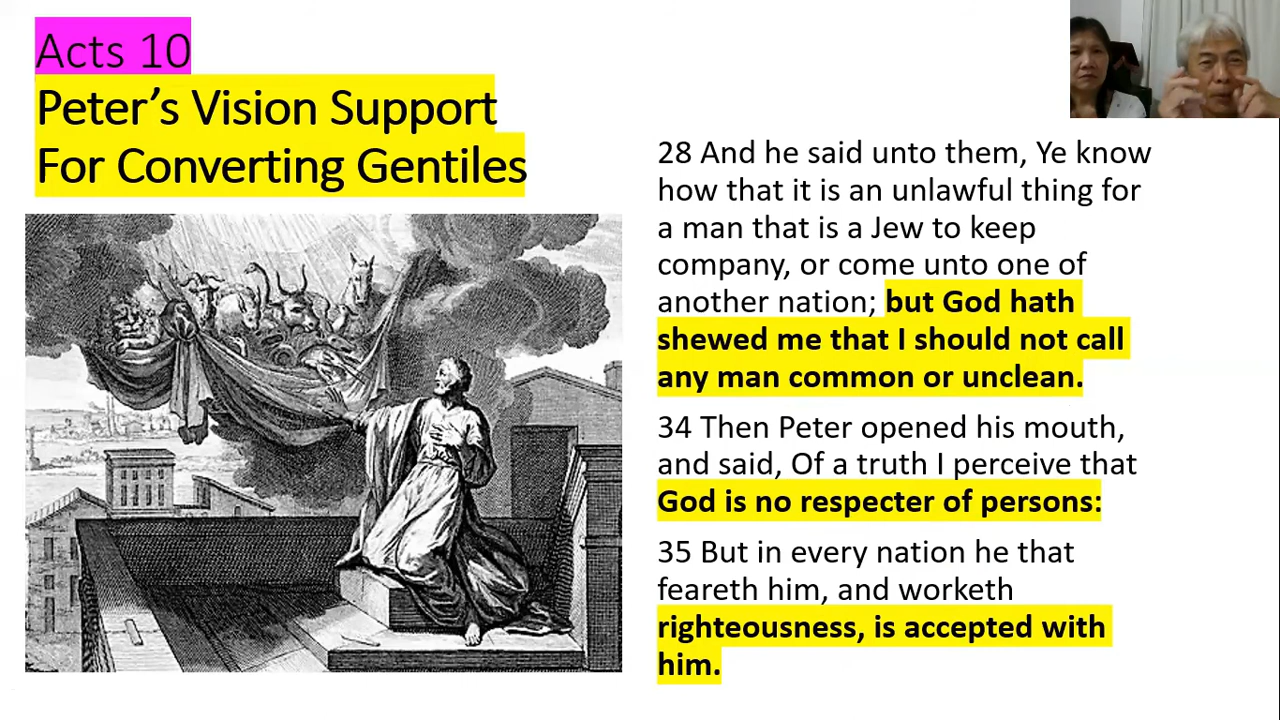 Acts 10
Peter’s Vision Support
For Converting Gentiles
28 And he said unto them, Ye know
how that it is an unlawful thing for
a man that is a Jew to keep
company, or come unto one of
another nation; but God hath
shewed me that I should not call
any man common or unclean.
34 Then Peter opened his mouth,
and said, Of a truth I perceive that
God is no respecter of persons:
35 But in every nation he that
feareth him, and worketh
righteousness, is accepted with
him.